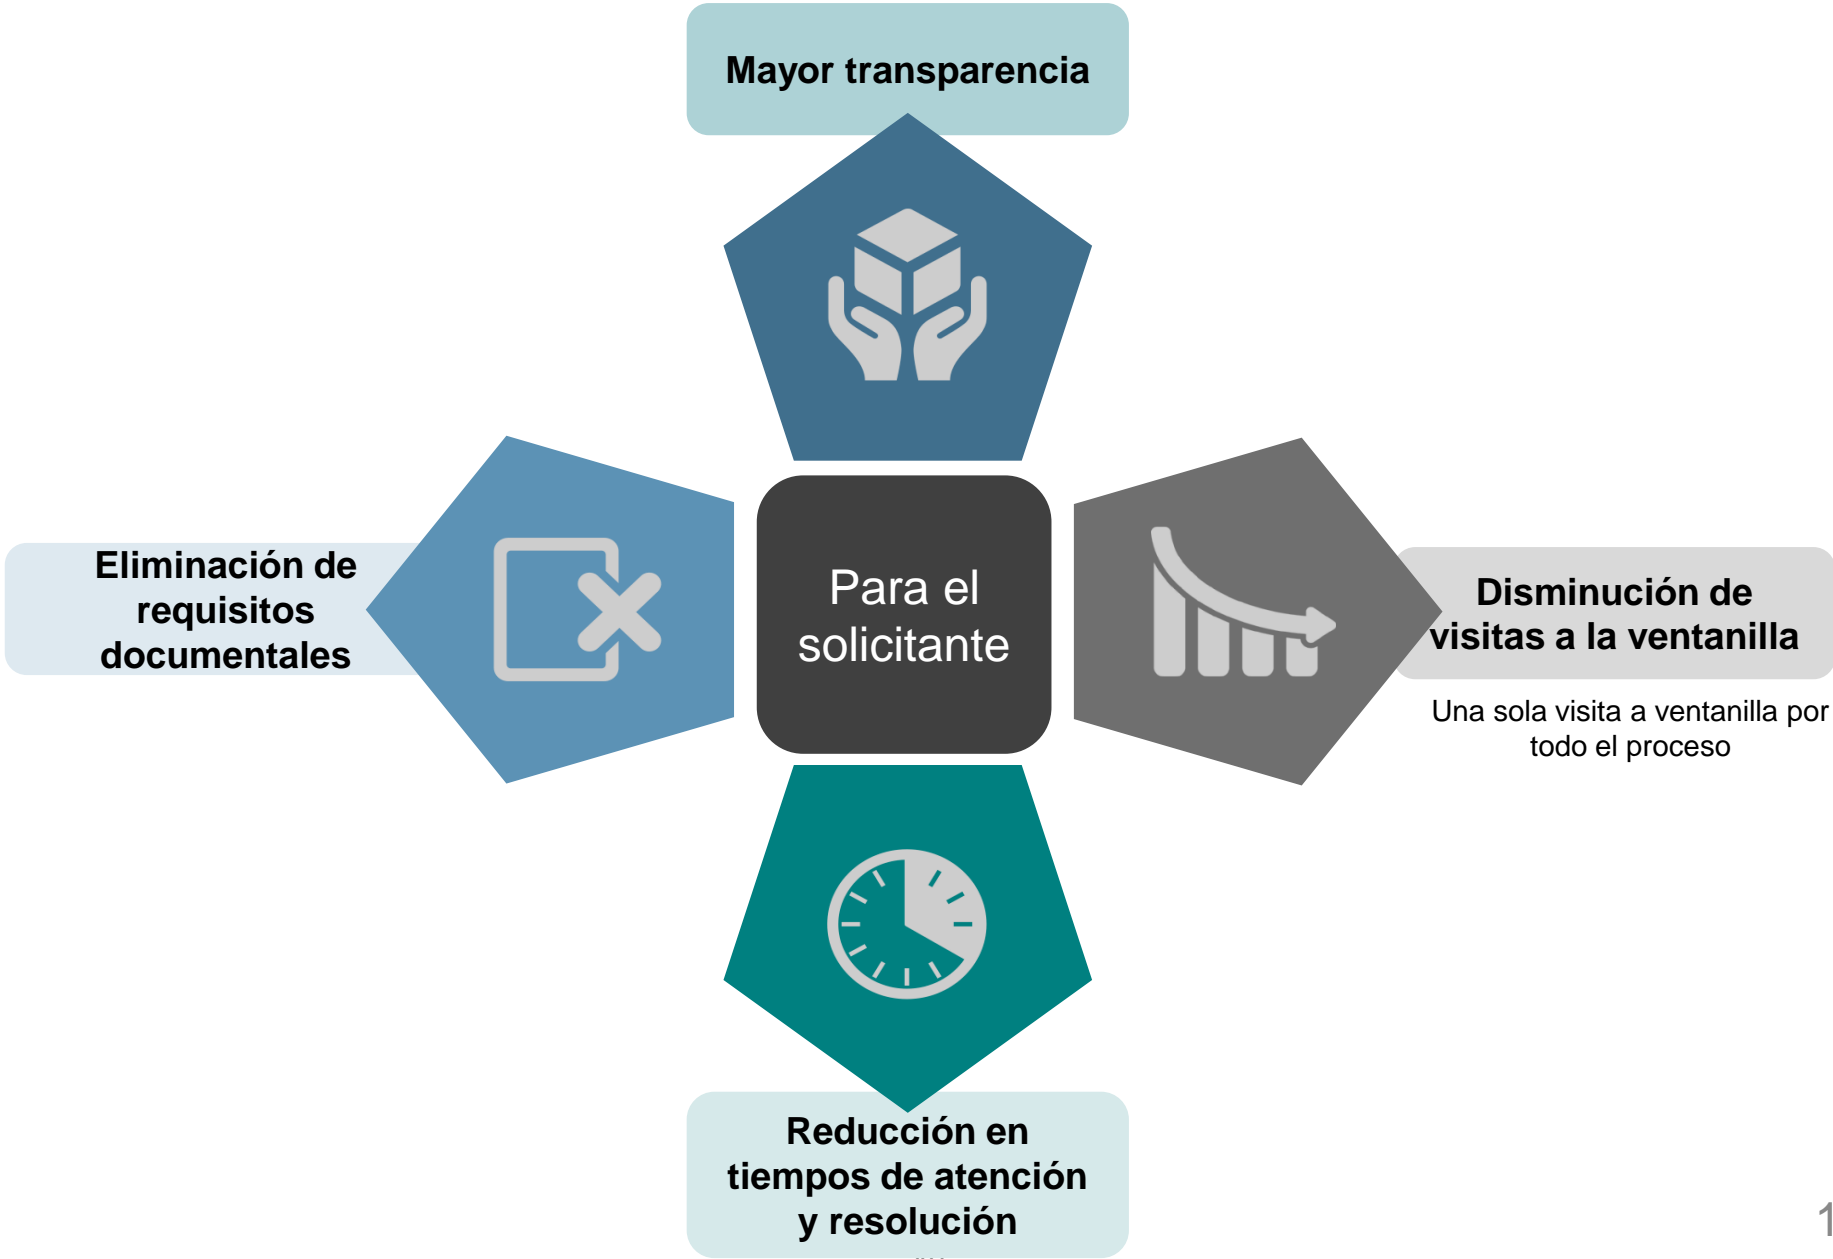 Mayor transparencia
Eliminación de
requisitos
documentales
Para el
solicitante
Disminución de
visitas a la ventanilla
Una sola visita a ventanilla por
todo el proceso
Reducción en
tiempos de atención
y resolución
1